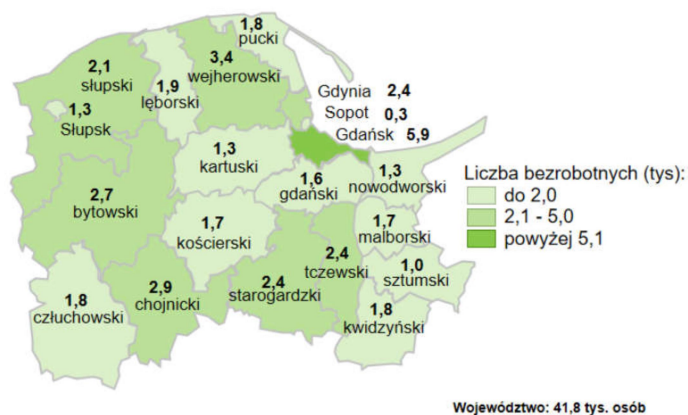 1,8
pucki
2,1
słupski
3,4
wejherowski
1,9
lęborski
Gdynia 2,4
Sopot 0,3
Gdańsk 5,9
1,3
Słupsk
1,3
kartuski
1,6
gdański
1,3
nowodworski
2,7
bytowski
1,7
kościerski
1,7
malborski
2,4
tczewski
1,0
sztumski
1,8
człuchowski
2,9
chojnicki
2,4
starogardzki
1,8
kwidzyński
Liczba bezrobotnych (tys):
do 2,0
2,1 - 5,0
powyżej 5,1
Województwo: 41,8 tys. osób